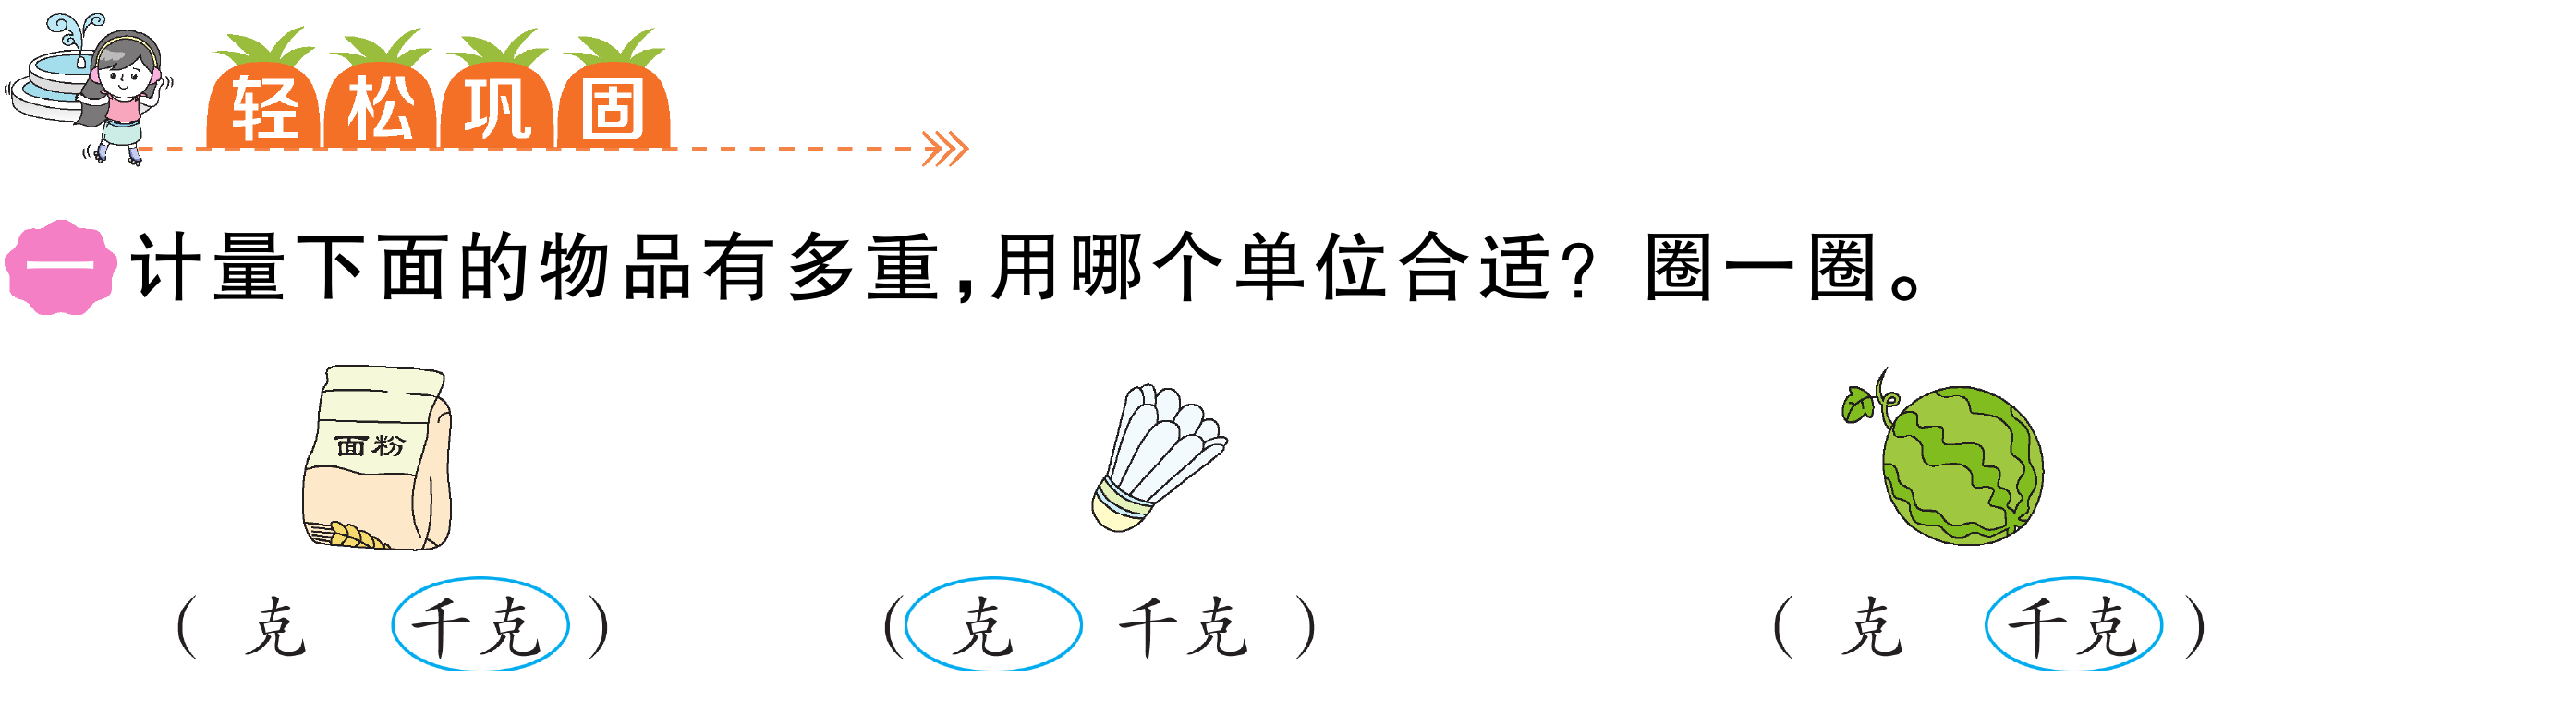 轻松巩固
一 计量下面的物品有多重,用哪个单位合适? 圈一圈。
面粉
( 克 千克 ) ( 克 千克 ) ( 克 千克 )